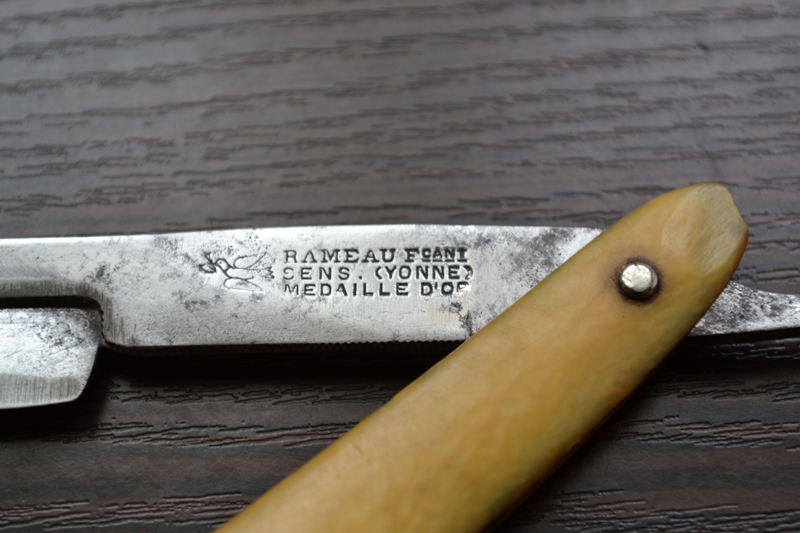 RAMEAU FCANT
SENS. (YONNE)
MEDAILLE D'OR